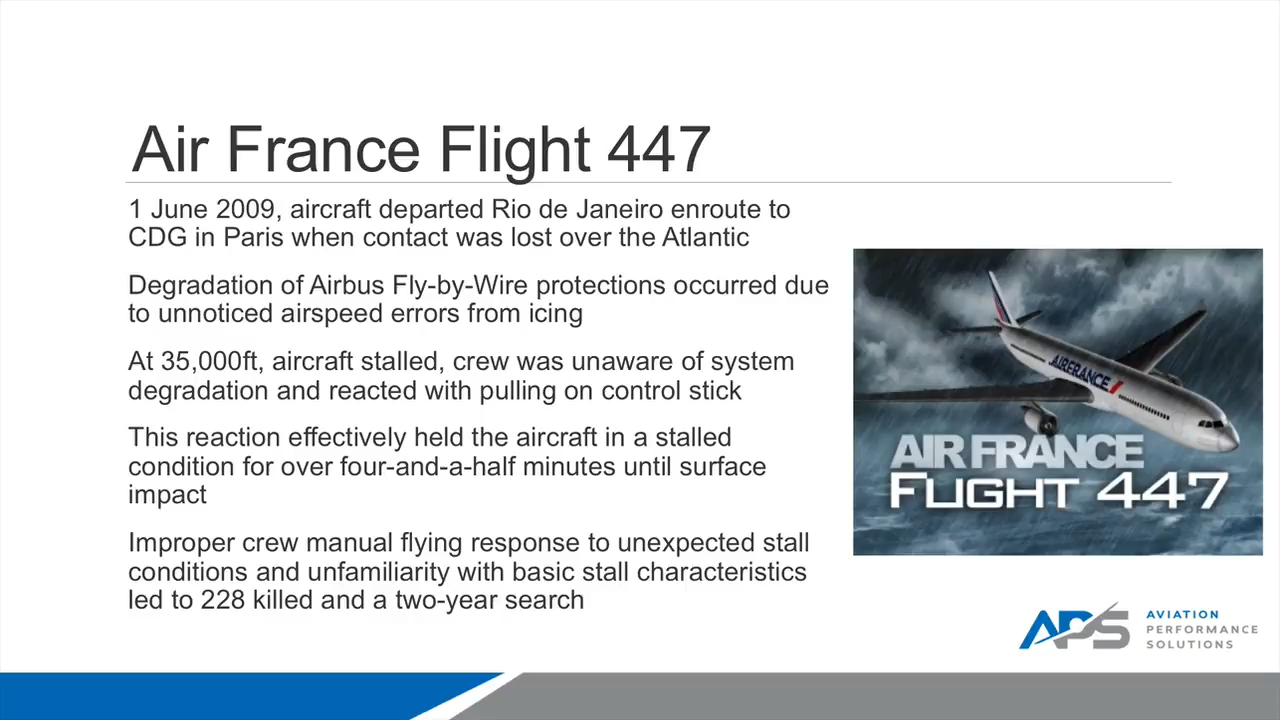 Air France Flight 447
1 June 2009, aircraft departed Rio de Janeiro enroute to
CDG in Paris when contact was lost over the Atlantic
Degradation of Airbus Fly-by-Wire protections occurred due
to unnoticed airspeed errors from icing
At 35,000ft, aircraft stalled, crew was unaware of system
degradation and reacted with pulling on control stick
This reaction effectively held the aircraft in a stalled
condition for over four-and-a-half minutes until surface
impact
Improper crew manual flying response to unexpected stall
conditions and unfamiliarity with basic stall characteristics
led to 228 killed and a two-year search
AIRFRANCE
AIR FRANCE
FLIGHT 447
APS
AVIATION
PERFORMANCE
SOLUTIONS